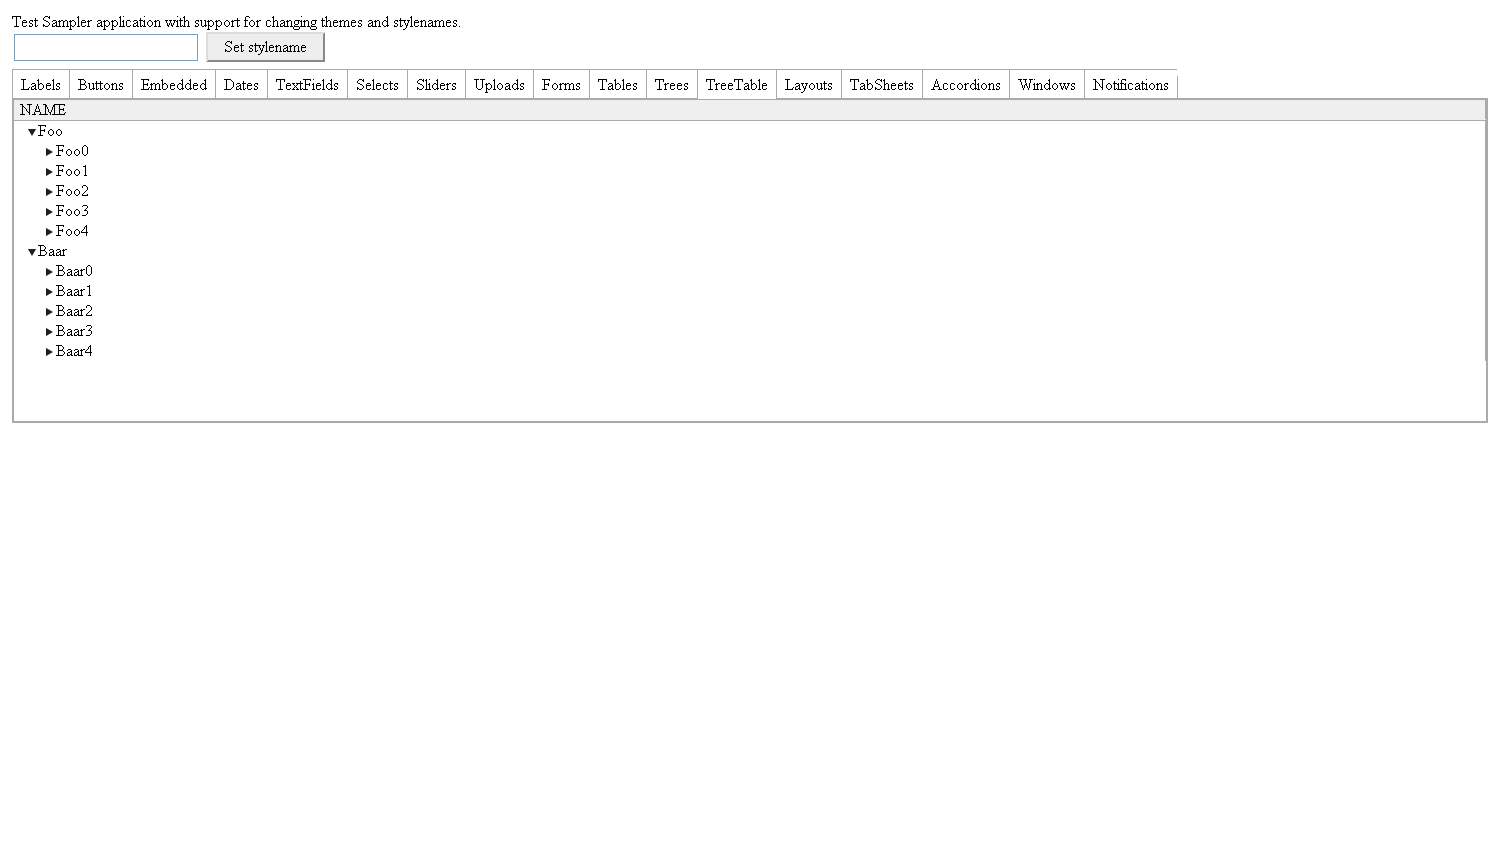 Test Sampler application with support for changing themes and stylenames.
Set stylename
Labels Buttons Embedded Dates TextFields Selects Sliders Uploads Forms Tables Trees TreeTable Layouts TabSheets Accordions Windows Notifications
NAME
Foo
Foo0
Foo1
Foo2
Foo3
Foo4
Baar
Baar0
Baar1
Baar2
Baar3
Baar4